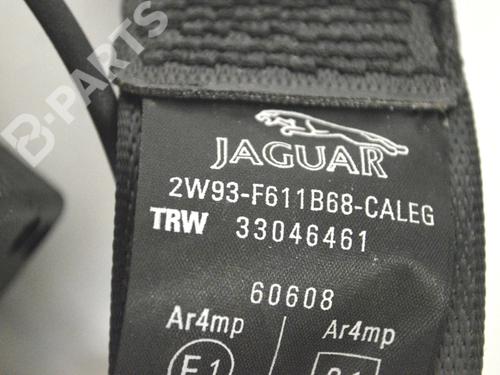 B-PARTS
JAGUAR
2W93-F611B68-CALEG
TRW 33046461
60608
Ar4mp Ar4mp
E1